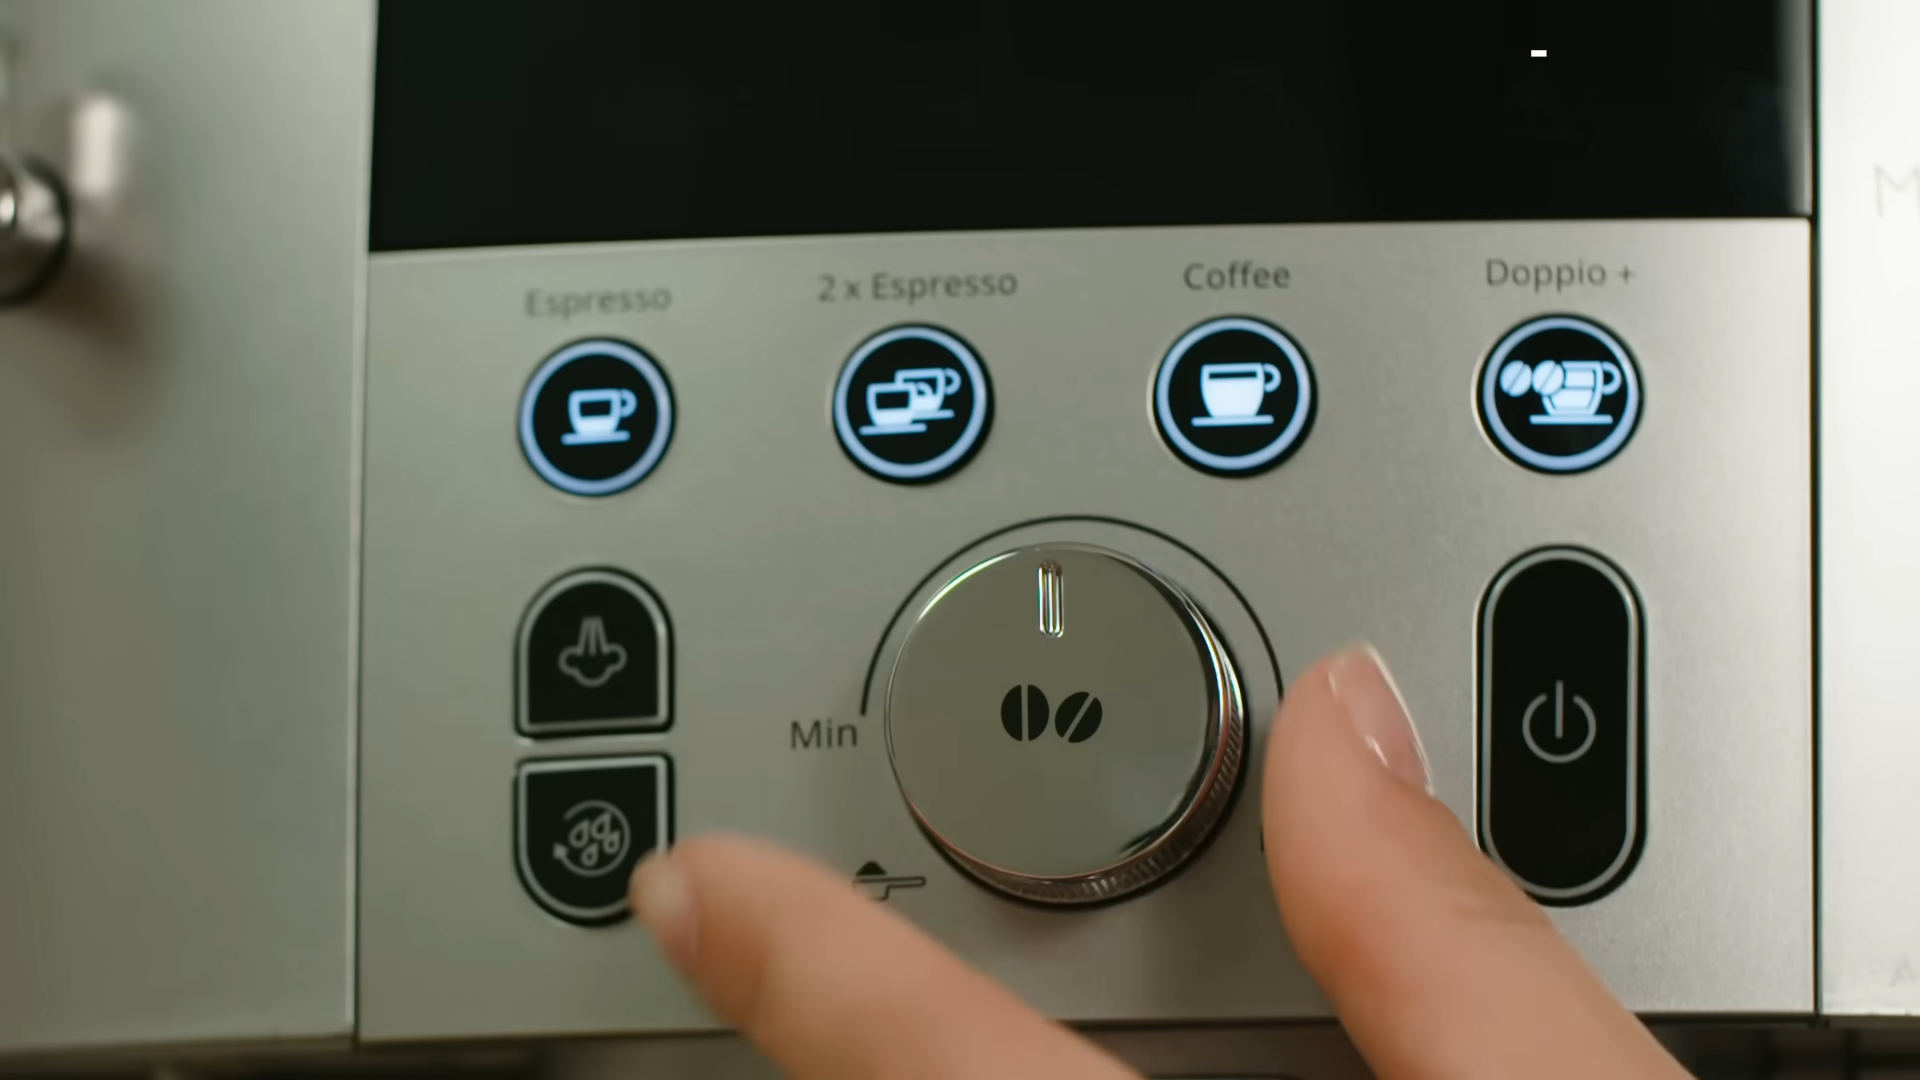 Espresso
2 x Espresso
Coffee
Doppio +
Min